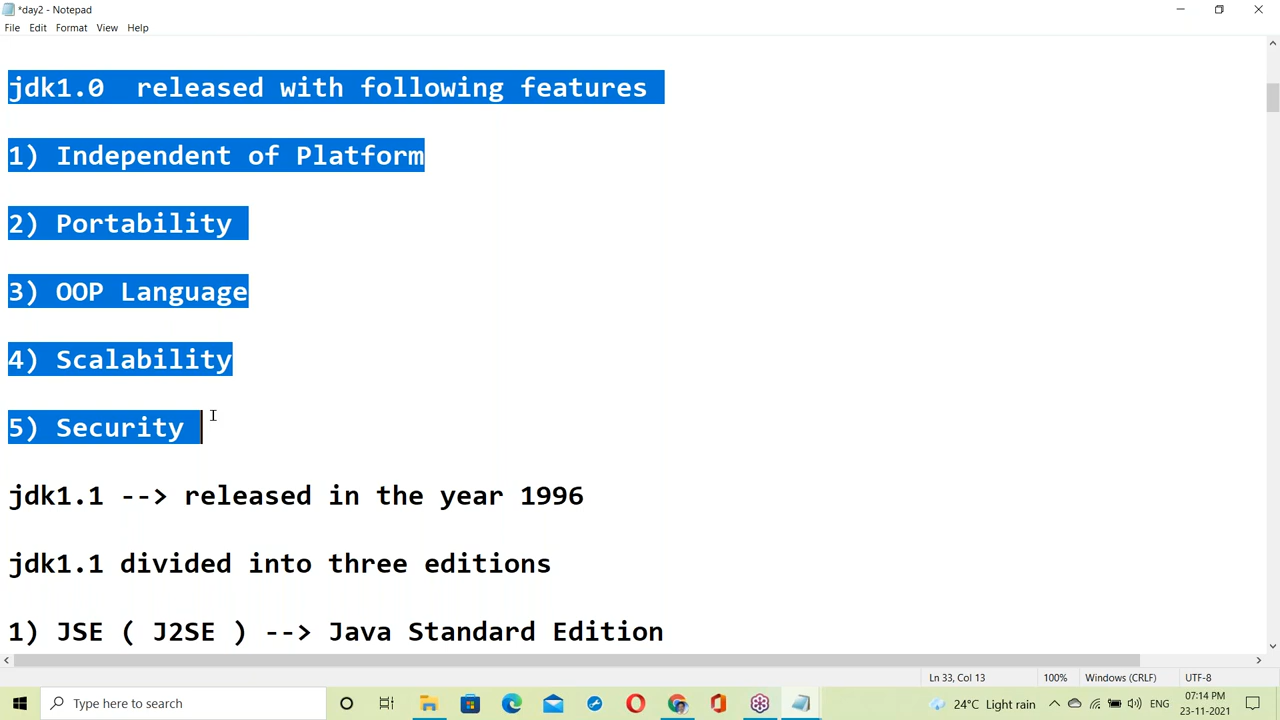 *day2 - Notepad
File Edit Format View Help
jdk1.0  released with following features
1) Independent of Platform
2) Portability
3) OOP Language
4) Scalability
5) Security
jdk1.1 --> released in the year 1996
jdk1.1 divided into three editions
1) JSE ( J2SE ) --> Java Standard Edition
Ln 33, Col 13 100% Windows (CRLF) UTF-8
Type here to search 24°C Light rain ENG 07:14 PM
23-11-2021